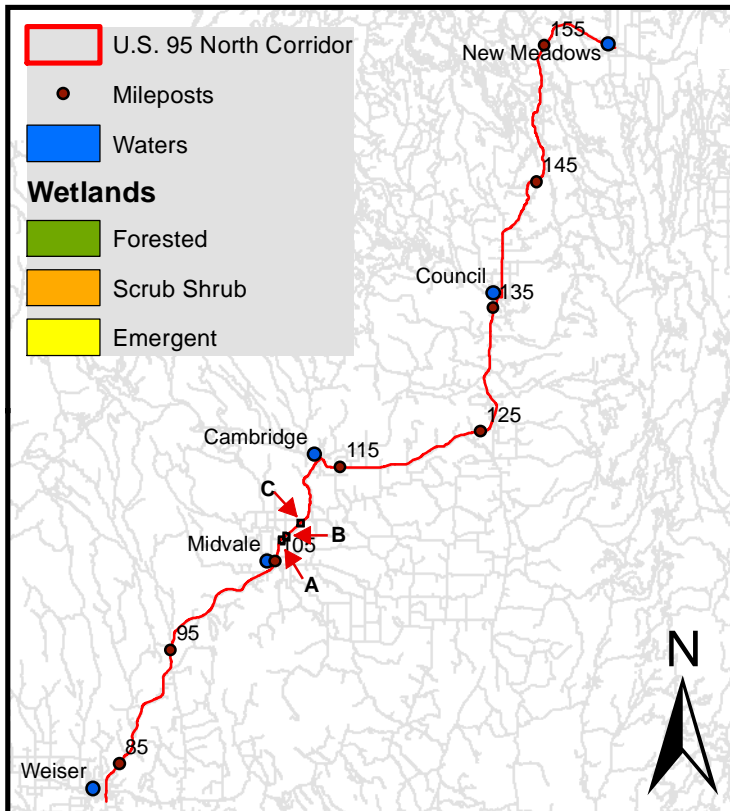 U.S. 95 North Corridor
Mileposts
Waters
Wetlands
Forested
Scrub Shrub
Emergent
155
New Meadows
145
Council
135
125
Cambridge
115
C
B
Midvale
105
A
95
N
85
Weiser